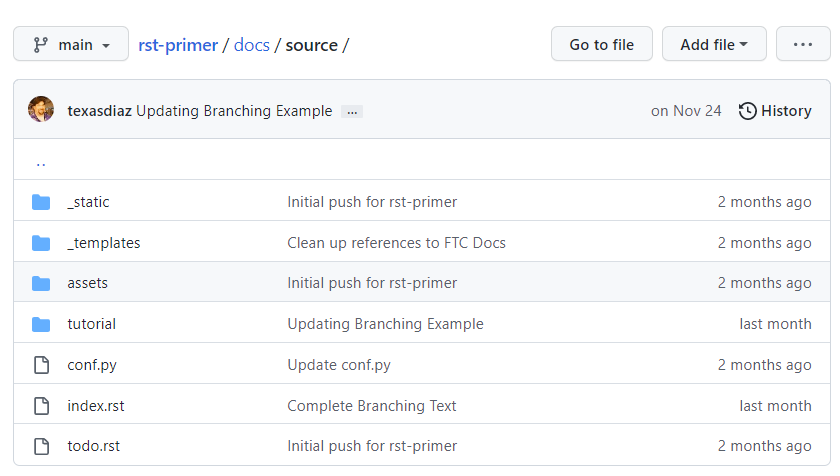 main rst-primer / docs / source / Go to file Add file ...
texasdiaz Updating Branching Example ... on Nov 24 History
..
_static Initial push for rst-primer 2 months ago
_templates Clean up references to FTC Docs 2 months ago
assets Initial push for rst-primer 2 months ago
tutorial Updating Branching Example last month
conf.py Update conf.py 2 months ago
index.rst Complete Branching Text last month
todo.rst Initial push for rst-primer 2 months ago